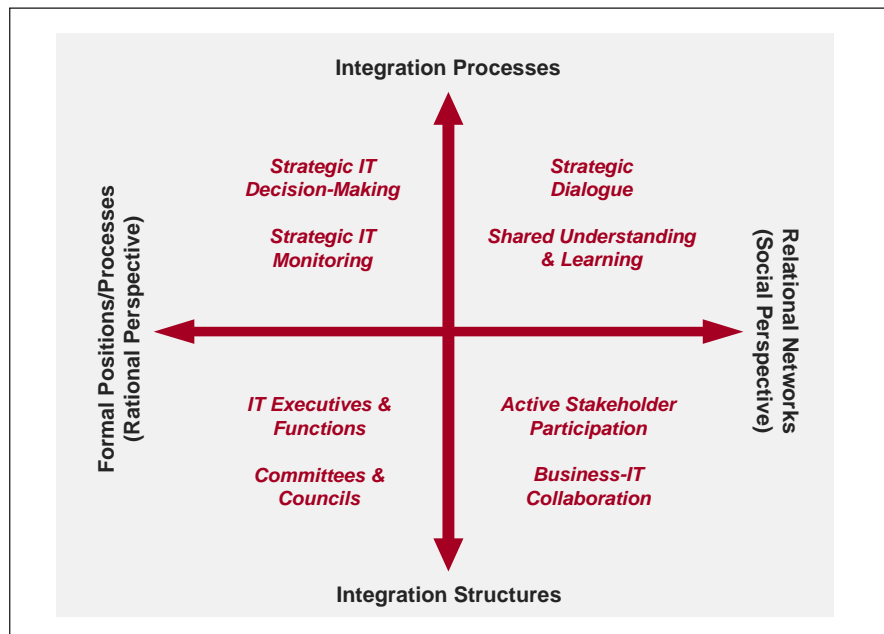 Integration Processes
Strategic IT
Decision-Making
Strategic
Dialogue
Strategic IT
Monitoring
Shared Understanding
& Learning
Formal Positions/Processes
(Rational Perspective)
Relational Networks
(Social Perspective)
IT Executives &
Functions
Active Stakeholder
Participation
Committees &
Councils
Business-IT
Collaboration
Integration Structures